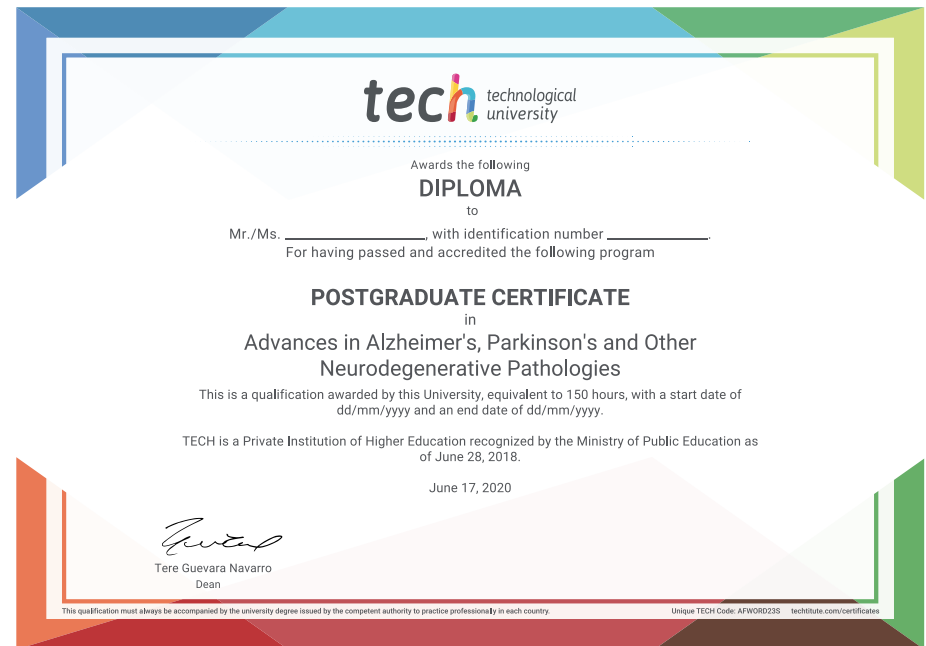 tech technological
university
Awards the following
DIPLOMA
to
Mr./Ms. ____________________, with identification number ______________.
For having passed and accredited the following program
POSTGRADUATE CERTIFICATE
in
Advances in Alzheimer's, Parkinson's and Other
Neurodegenerative Pathologies
This is a qualification awarded by this University, equivalent to 150 hours, with a start date of
dd/mm/yyyy and an end date of dd/mm/yyyy.
TECH is a Private Institution of Higher Education recognized by the Ministry of Public Education as
of June 28, 2018.
June 17, 2020
Tere Guevara Navarro
Dean
This qualification must always be accompanied by the university degree issued by the competent authority to practice professionally in each country.
Unique TECH Code: AFWORD23S techtitute.com/certificates